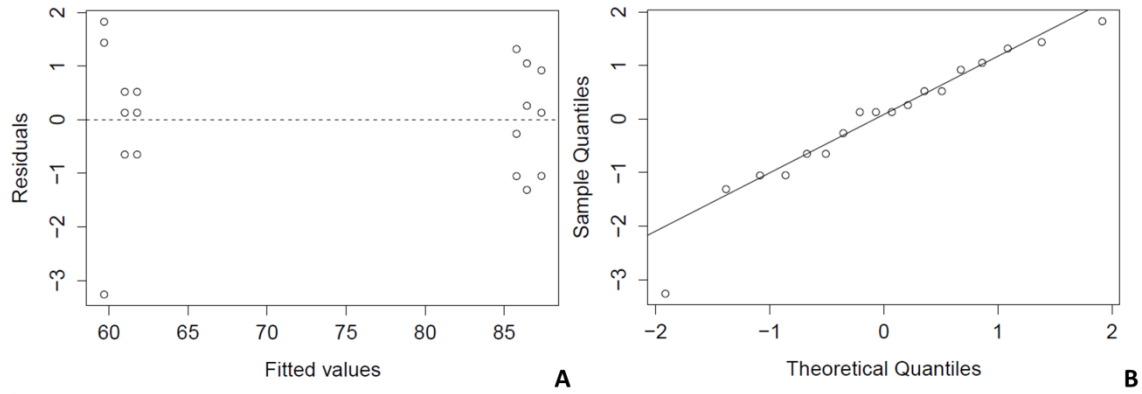 2
1
0
−1
−2
−3
Residuals
60 65 70 75 80 85
Fitted values
A
2
1
0
−1
−2
−3
Sample Quantiles
−2 −1 0 1 2
Theoretical Quantiles
B